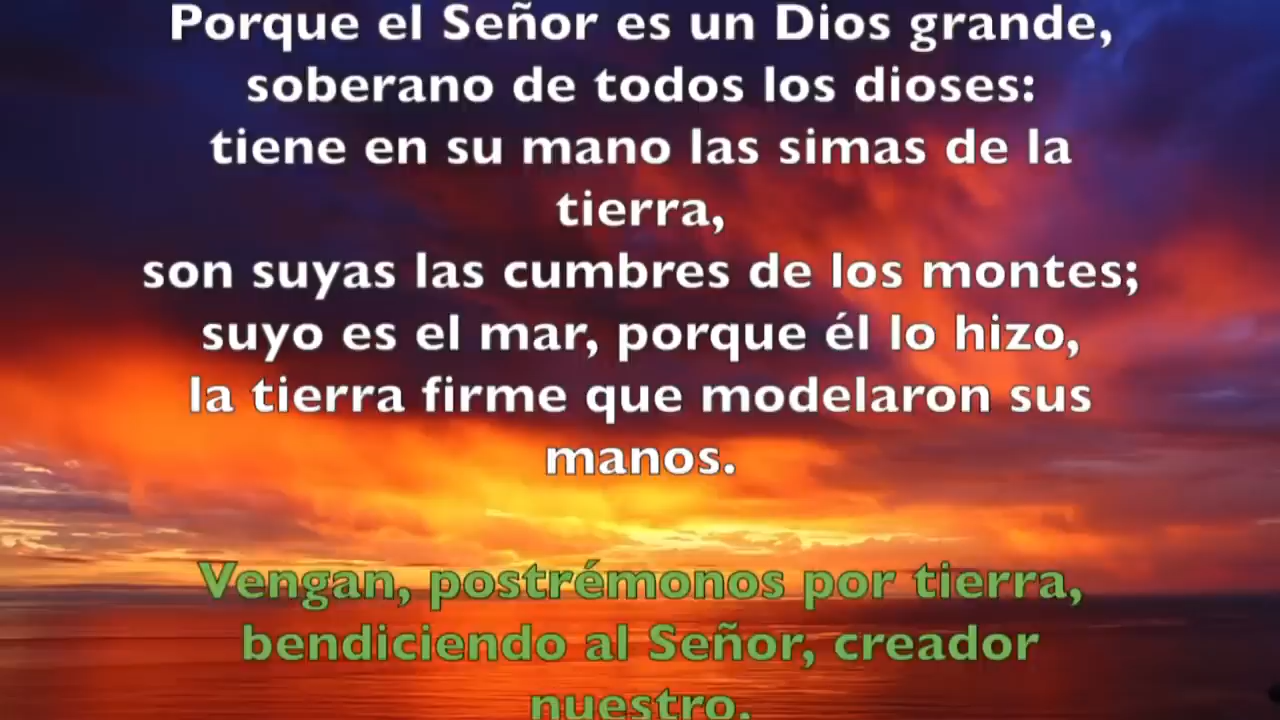 Porque el Señor es un Dios grande,
soberano de todos los dioses:
tiene en su mano las simas de la
tierra,
son suyas las cumbres de los montes;
suyo es el mar, porque él lo hizo,
la tierra firme que modelaron sus
manos.
Vengan, postrémonos por tierra,
bendiciendo al Señor, creador
nuestro.